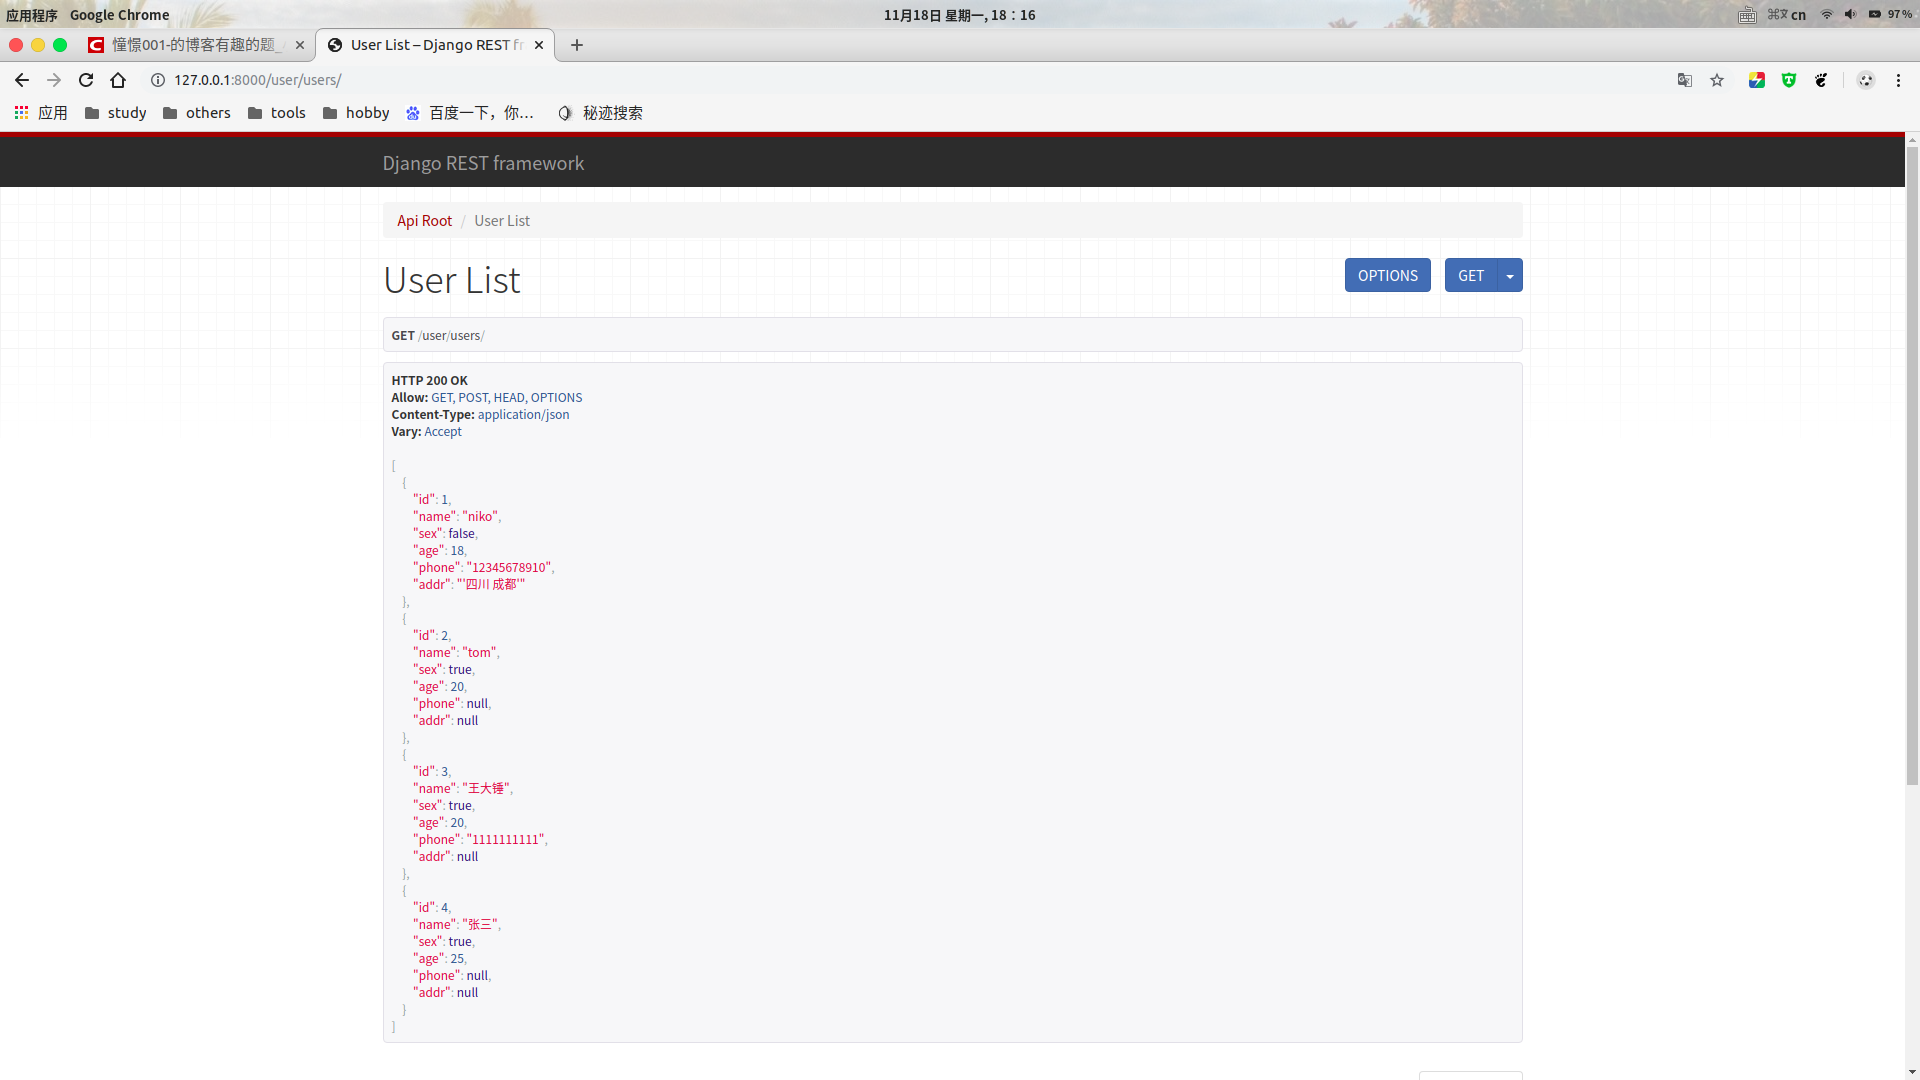 应用程序 Google Chrome 11月18日 星期一, 18：16 cn 97%
憧憬001-的博客有趣的题_ User List – Django REST fr
127.0.0.1:8000/user/users/
应用 study others tools hobby 百度一下，你… 秘迹搜索
Django REST framework
Api Root / User List
User List OPTIONS GET
GET /user/users/
HTTP 200 OK
Allow: GET, POST, HEAD, OPTIONS
Content-Type: application/json
Vary: Accept
[
{
"id": 1,
"name": "niko",
"sex": false,
"age": 18,
"phone": "12345678910",
"addr": "'四川 成都'"
},
{
"id": 2,
"name": "tom",
"sex": true,
"age": 20,
"phone": null,
"addr": null
},
{
"id": 3,
"name": "王大锤",
"sex": true,
"age": 20,
"phone": "1111111111",
"addr": null
},
{
"id": 4,
"name": "张三",
"sex": true,
"age": 25,
"phone": null,
"addr": null
}
]